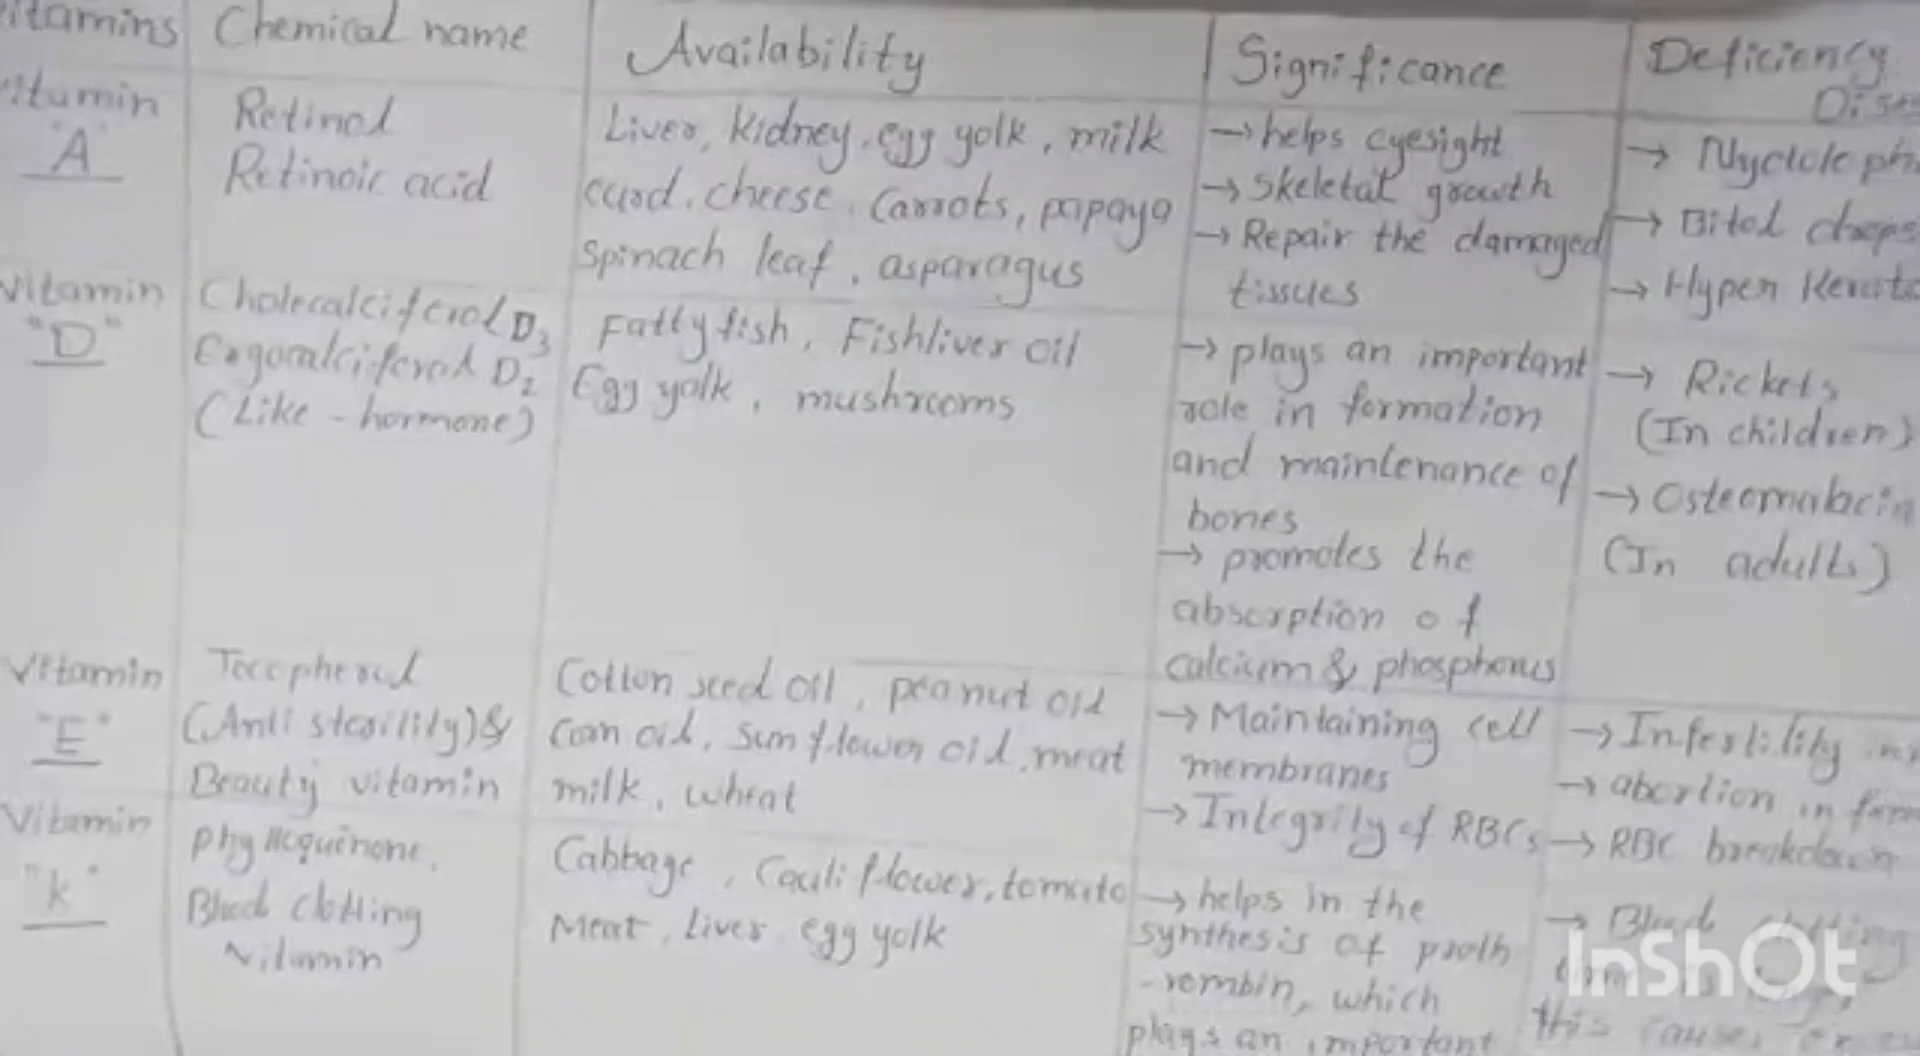 Vitamins Chemical name Availability Significance Deficiency
Vitamin "A"
Retinol
Retinoic acid
Liver, kidney, egg yolk, milk
curd, cheese, Carrots, papaya
spinach leaf, asparagus
→ helps eyesight
→ skeletal growth
→ Repair the damaged
tissues
→
→ Bitot
→ Hyper
Vitamin "D"
Cholecalciferol D3
Ergocalciferol D2
(Like - hormone)
Fatty fish, Fishliver oil
Egg yolk, mushrooms
→ plays an important
role in formation
and maintenance of
bones
→ promotes the
absorption of
calcium & phosphorus
→ Rickets
(In children)
→ Osteomalacia
(In adults)
Vitamin "E"
Tocopherol
(Anti sterility) &
Beauty vitamin
Cotton seed oil, peanut oil
Corn oil, Sunflower oil, meat
milk, wheat
→ Maintaining cell
membranes
→ Integrity of RBCs
→ Infertility
→ abortion in
→ RBC breakdown
Vitamin "K"
Phylloquinone,
Blood clotting
vitamin
Cabbage, Cauliflower, tomato
Meat, Liver, egg yolk
→ helps in the
synthesis of proth
-rombin, which
plays an important
→ Blood clotting
this causes
InShOt